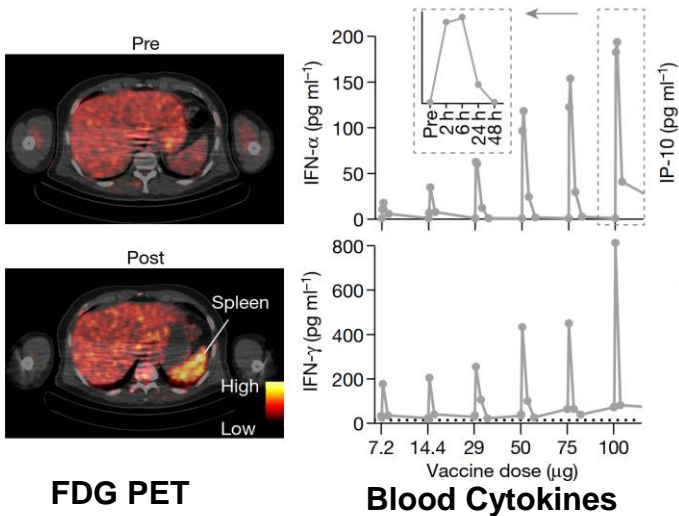 Pre
Post
Spleen
High
Low
FDG PET
200
150
100
50
0
IFN-α (pg ml⁻¹)
Pre
2 h
6 h
24 h
48 h
IP-10 (pg ml⁻¹)
800
600
400
200
0
IFN-γ (pg ml⁻¹)
7.2 14.4 29 50 75 100
Vaccine dose (μg)
Blood Cytokines